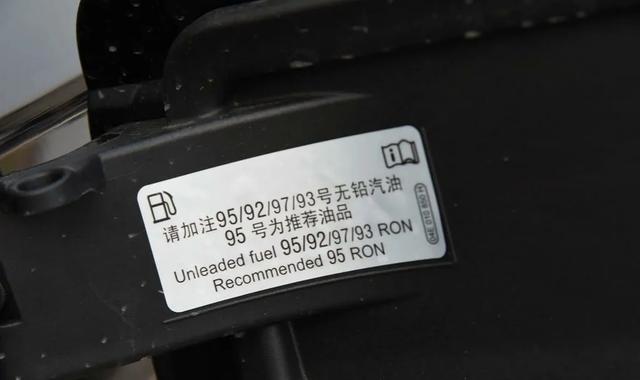 请加注95/92/97/93号无铅汽油
95 号为推荐油品
Unleaded fuel 95/92/97/93 RON
Recommended 95 RON